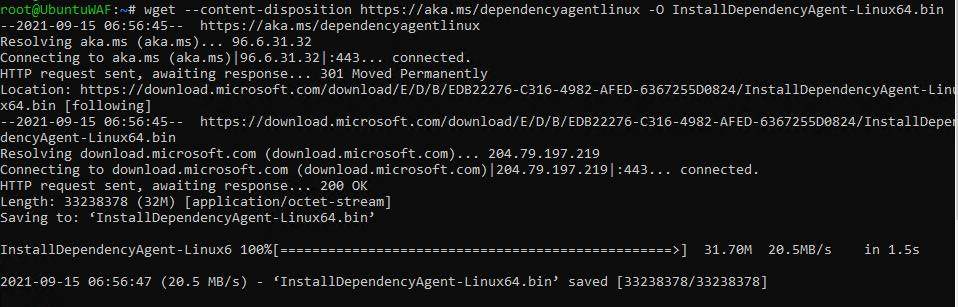 root@UbuntuWAF:~# wget --content-disposition https://aka.ms/dependencyagentlinux -O InstallDependencyAgent-Linux64.bin
--2021-09-15 06:56:45--  https://aka.ms/dependencyagentlinux
Resolving aka.ms (aka.ms)... 96.6.31.32
Connecting to aka.ms (aka.ms)|96.6.31.32|:443... connected.
HTTP request sent, awaiting response... 301 Moved Permanently
Location: https://download.microsoft.com/download/E/D/B/EDB22276-C316-4982-AFED-6367255D0824/InstallDependencyAgent-Linu
x64.bin [following]
--2021-09-15 06:56:45--  https://download.microsoft.com/download/E/D/B/EDB22276-C316-4982-AFED-6367255D0824/InstallDepen
dencyAgent-Linux64.bin
Resolving download.microsoft.com (download.microsoft.com)... 204.79.197.219
Connecting to download.microsoft.com (download.microsoft.com)|204.79.197.219|:443... connected.
HTTP request sent, awaiting response... 200 OK
Length: 33238378 (32M) [application/octet-stream]
Saving to: ‘InstallDependencyAgent-Linux64.bin’
InstallDependencyAgent-Linux6 100%[==================================================>]  31.70M  20.5MB/s    in 1.5s
2021-09-15 06:56:47 (20.5 MB/s) - ‘InstallDependencyAgent-Linux64.bin’ saved [33238378/33238378]